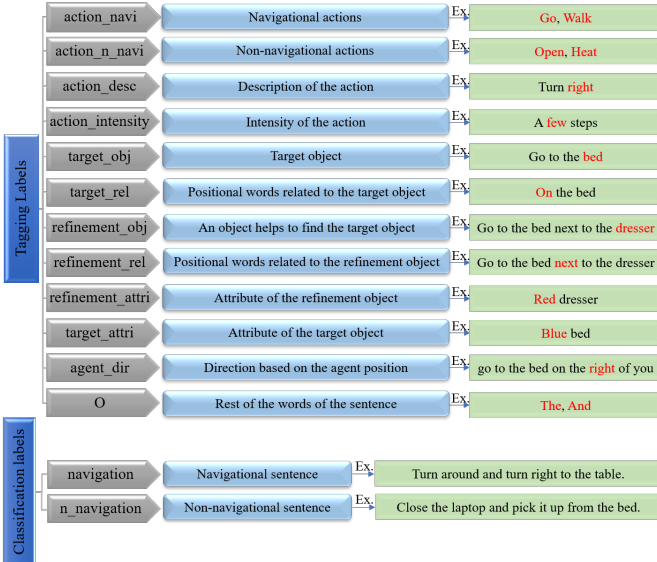 Tagging Labels
action_navi Navigational actions Ex. Go, Walk
action_n_navi Non-navigational actions Ex. Open, Heat
action_desc Description of the action Ex. Turn right
action_intensity Intensity of the action Ex. A few steps
target_obj Target object Ex. Go to the bed
target_rel Positional words related to the target object Ex. On the bed
refinement_obj An object helps to find the target object Ex. Go to the bed next to the dresser
refinement_rel Positional words related to the refinement object Ex. Go to the bed next to the dresser
refinement_attri Attribute of the refinement object Ex. Red dresser
target_attri Attribute of the target object Ex. Blue bed
agent_dir Direction based on the agent position Ex. go to the bed on the right of you
O Rest of the words of the sentence Ex. The, And
Classification labels
navigation Navigational sentence Ex. Turn around and turn right to the table.
n_navigation Non-navigational sentence Ex. Close the laptop and pick it up from the bed.